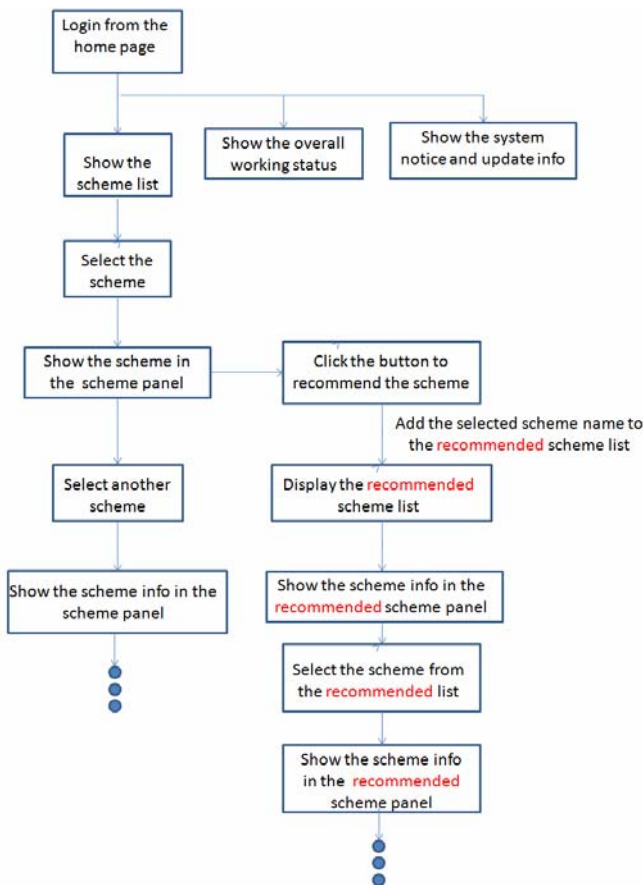 Login from the
home page
Show the
scheme list
Show the overall
working status
Show the system
notice and update info
Select the
scheme
Show the scheme in
the scheme panel
Click the button to
recommend the scheme
Add the selected scheme name to
the recommended scheme list
Select another
scheme
Display the recommended
scheme list
Show the scheme info in the
scheme panel
Show the scheme info in the
recommended scheme panel
Select the scheme from
the recommended list
Show the scheme info
in the recommended
scheme panel